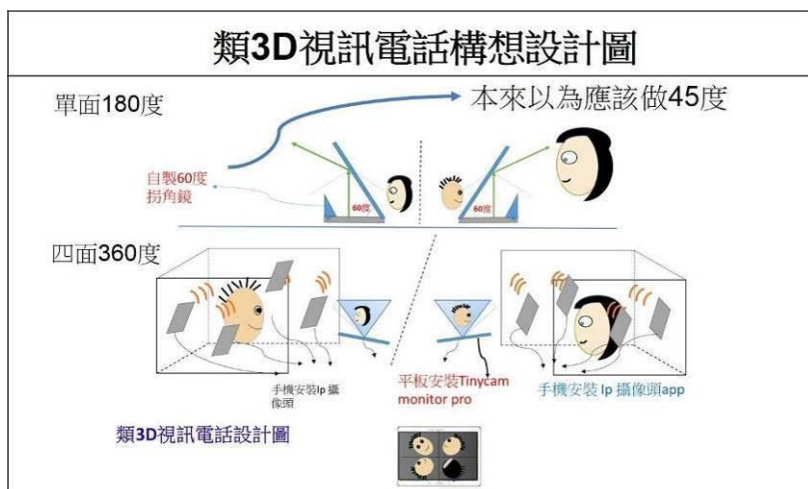 類3D視訊電話構想設計圖
單面180度
本來以為應該做45度
自製60度
拐角鏡
60度
60度
四面360度
手機安裝Ip 攝
像頭
平板安裝Tinycam
monitor pro
手機安裝 Ip 攝像頭app
類3D視訊電話設計圖